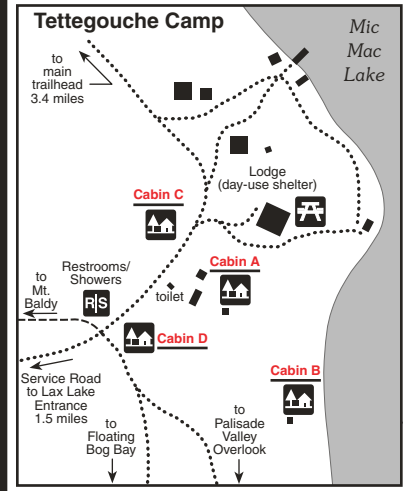 Tettegouche Camp
Mic
Mac
Lake
to
main
trailhead
3.4 miles
Lodge
(day-use shelter)
Cabin C
Cabin A
to
Mt.
Baldy
Restrooms/
Showers
R|S
toilet
Cabin D
Cabin B
Service Road
to Lax Lake
Entrance
1.5 miles
to
Floating
Bog Bay
to
Palisade
Valley
Overlook